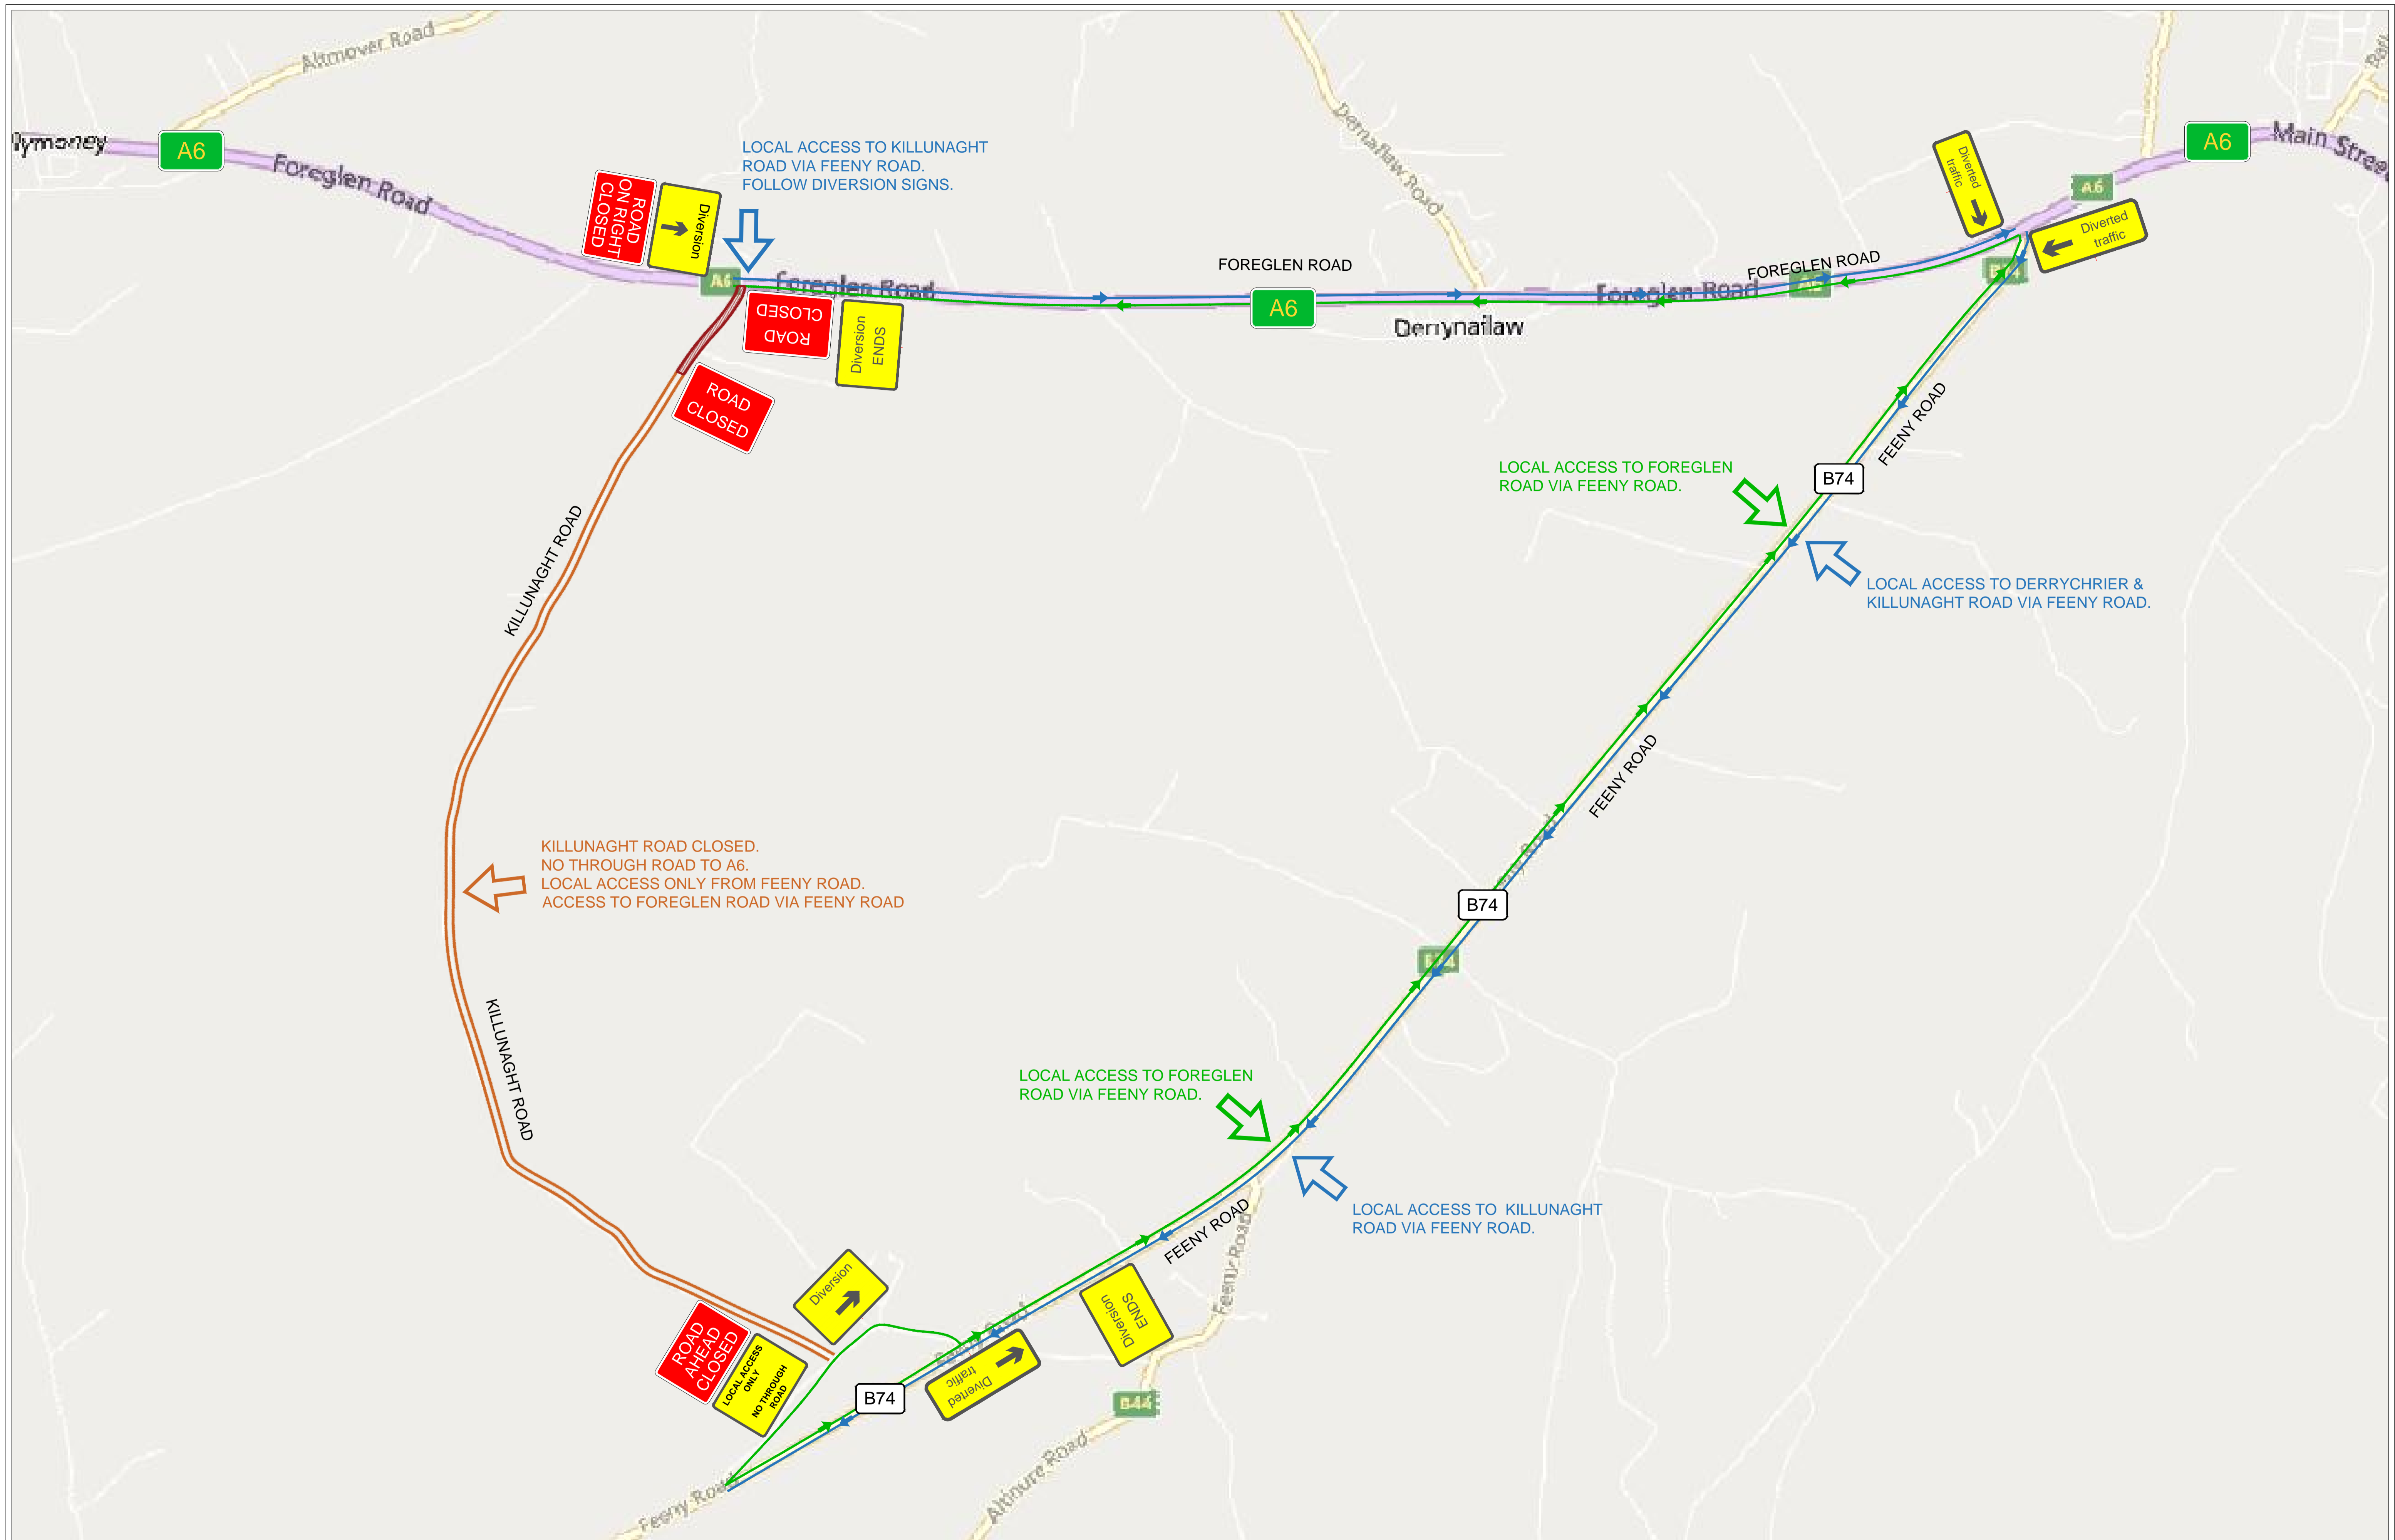 Altmover Road
lymoney
A6
Foreglen Road
LOCAL ACCESS TO KILLUNAGHT
ROAD VIA FEENY ROAD.
FOLLOW DIVERSION SIGNS.
ROAD
ON RIGHT
CLOSED
Diversion
A6
Foreglen Road
ROAD
CLOSED
Diversion
ENDS
ROAD
CLOSED
Dernaflaw Road
FOREGLEN ROAD
A6
Derrynaflaw
Foreglen Road
FOREGLEN ROAD
Diverted
traffic
A6
Main Street
A6
Diverted
traffic
FEENY ROAD
LOCAL ACCESS TO FOREGLEN
ROAD VIA FEENY ROAD.
B74
LOCAL ACCESS TO DERRYCHRIER &
KILLUNAGHT ROAD VIA FEENY ROAD.
KILLUNAGHT ROAD
FEENY ROAD
KILLUNAGHT ROAD CLOSED.
NO THROUGH ROAD TO A6.
LOCAL ACCESS ONLY FROM FEENY ROAD.
ACCESS TO FOREGLEN ROAD VIA FEENY ROAD
B74
KILLUNAGHT ROAD
LOCAL ACCESS TO FOREGLEN
ROAD VIA FEENY ROAD.
LOCAL ACCESS TO KILLUNAGHT
ROAD VIA FEENY ROAD.
FEENY ROAD
Feeny Road
Diversion
Diversion
ENDS
ROAD
AHEAD
CLOSED
LOCAL ACCESS
ONLY
NO THROUGH
ROAD
Diverted
traffic
B74
B44
Feeny Road
Altinure Road